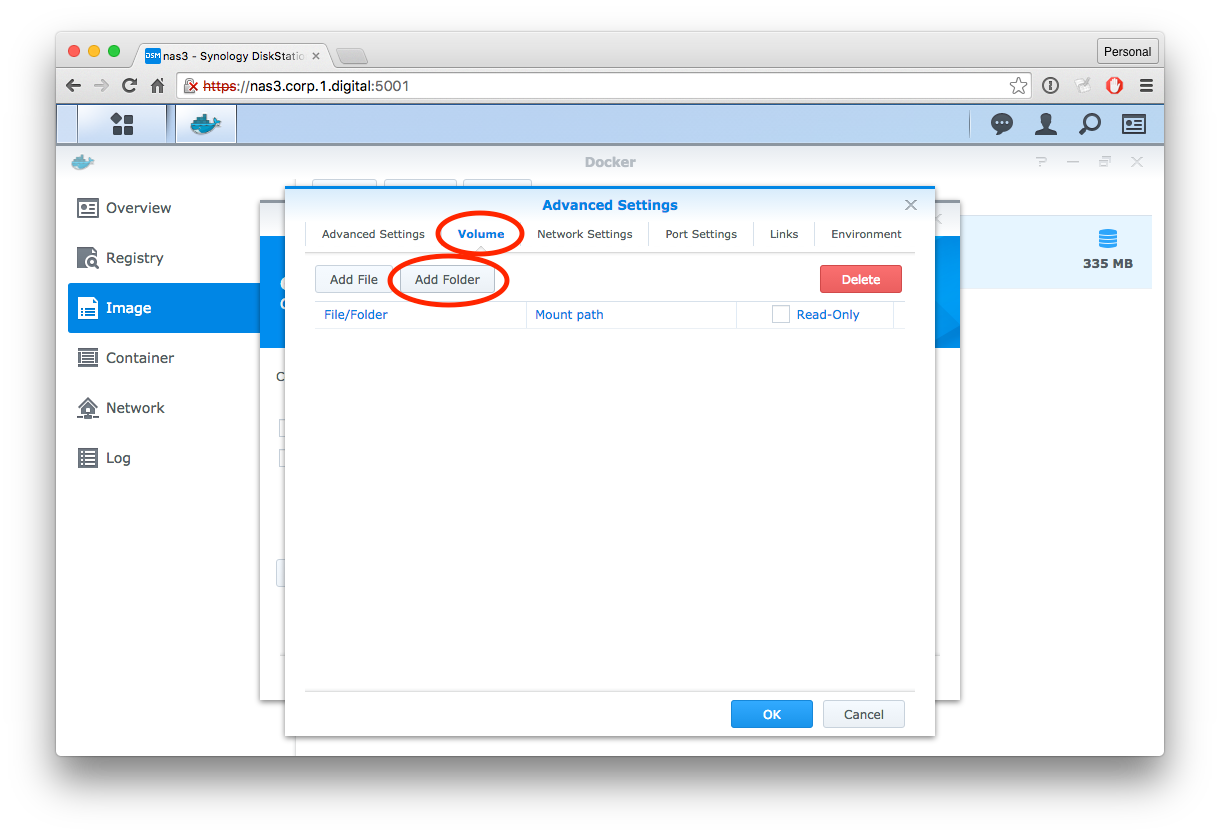 DSM nas3 - Synology DiskStatio
Personal
https://nas3.corp.1.digital:5001
Docker
Overview
Registry
Image
Container
Network
Log
Advanced Settings
Advanced Settings Volume Network Settings Port Settings Links Environment
Add File Add Folder Delete
File/Folder Mount path Read-Only
335 MB
OK Cancel